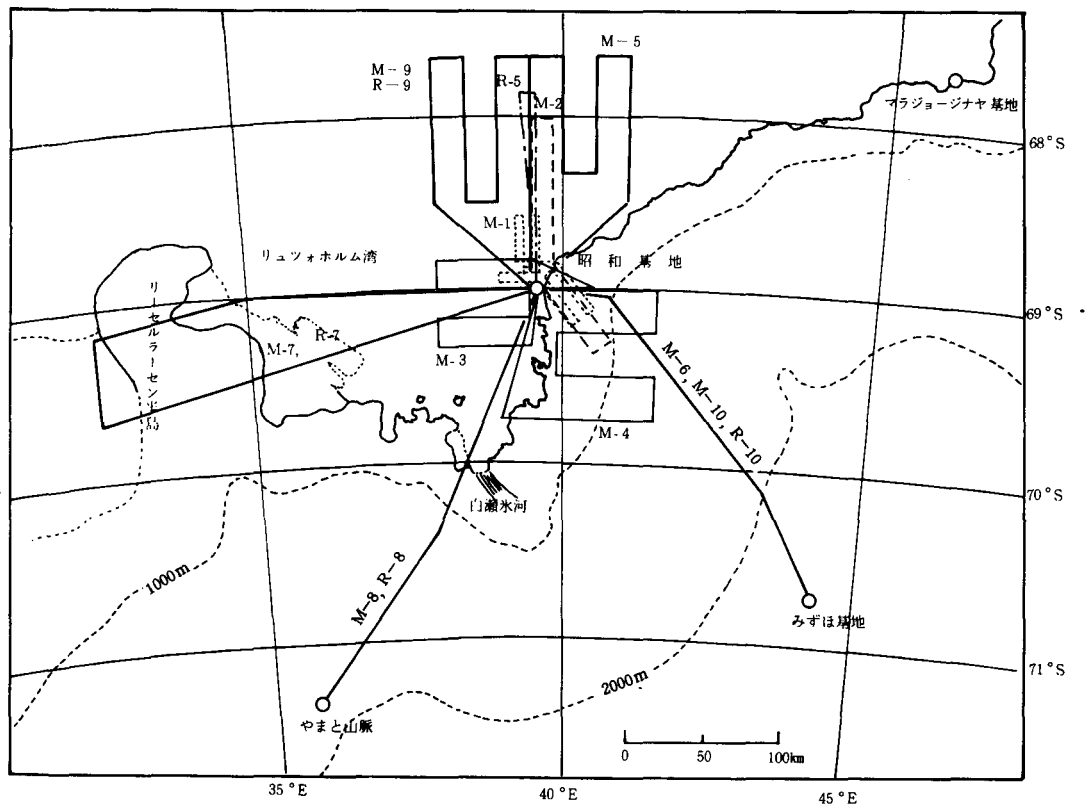 M-5
M-9
R-9
R-5
M-2
マラジョージナヤ基地
68°S
M-1
リュツォホルム湾
昭和基地
リーセルラーセン半島
69°S
M-7,
R-7
M-3
M-6, M-10, R-10
M-4
70°S
白瀬氷河
1000m
M-8, R-8
みずほ基地
71°S
2000m
やまと山脈
0 50 100km
35°E
40°E
45°E